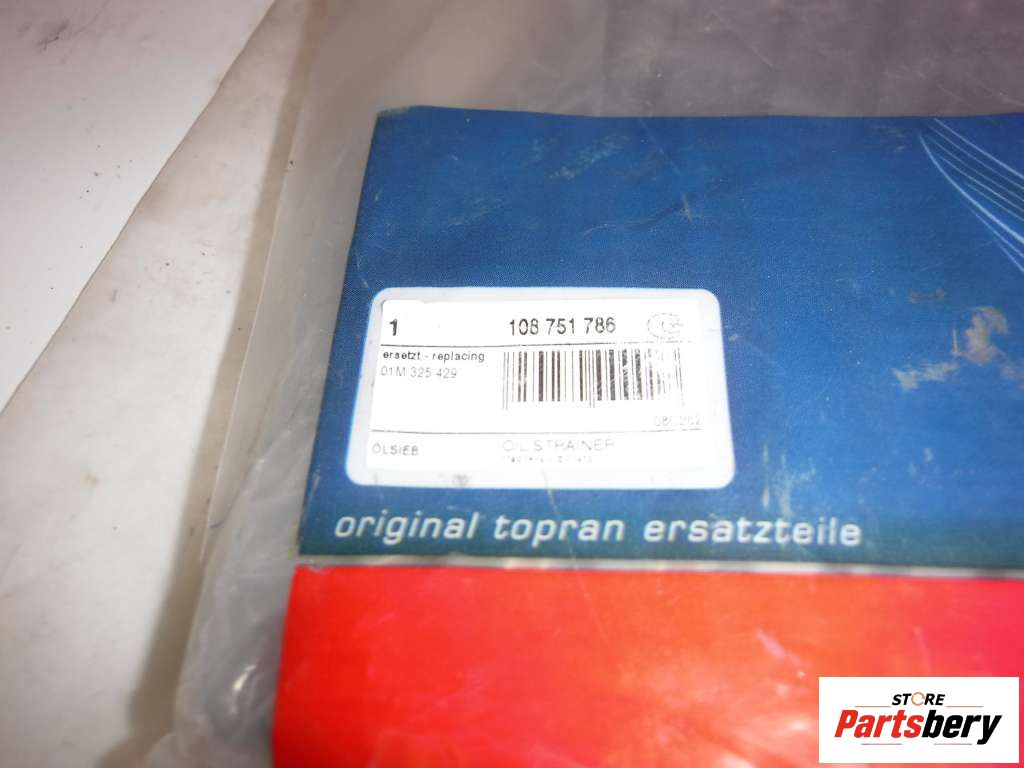 1 108 751 786
ersetzt - replacing
01M 325 429
ÖLSIEB OIL STRAINER
original topran ersatzteile
STORE
Partsbery